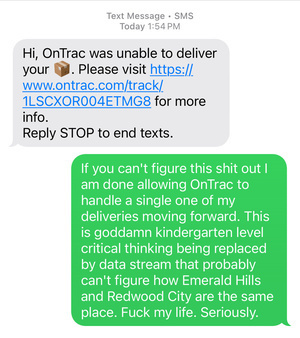 Text Message • SMS
Today 1:54 PM
Hi, OnTrac was unable to deliver
your 📦. Please visit https://
www.ontrac.com/track/
1LSCXOR004ETMG8 for more
info.
Reply STOP to end texts.
If you can't figure this shit out I
am done allowing OnTrac to
handle a single one of my
deliveries moving forward. This
is goddamn kindergarten level
critical thinking being replaced
by data stream that probably
can't figure how Emerald Hills
and Redwood City are the same
place. Fuck my life. Seriously.